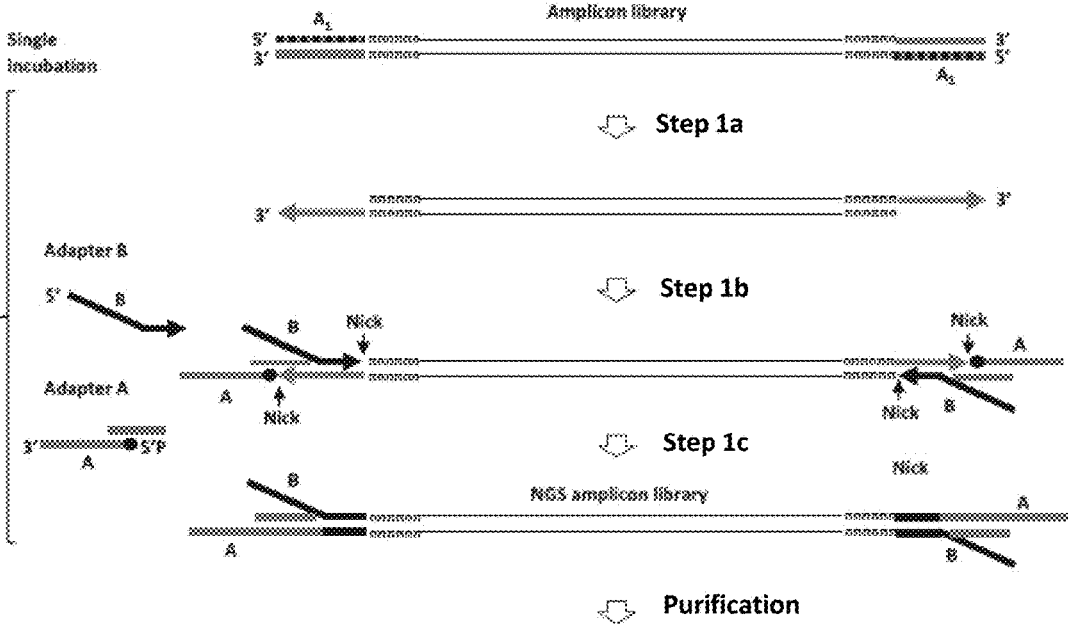 Amplicon library
Single
incubation
A₁
5'
3'
3'
5'
A₁
Step 1a
3'
3'
Adapter B
5'
B
Step 1b
B
Nick
Nick
A
Adapter A
A
Nick
Nick
B
3'
5'P
A
Step 1c
Nick
B
NGS amplicon library
A
A
B
Purification